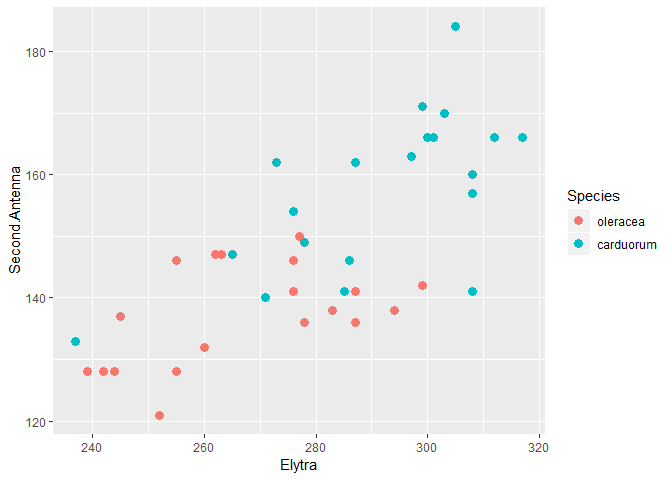 180
160
140
120
Second.Antenna
240 260 280 300 320
Elytra
Species
oleracea
carduorum